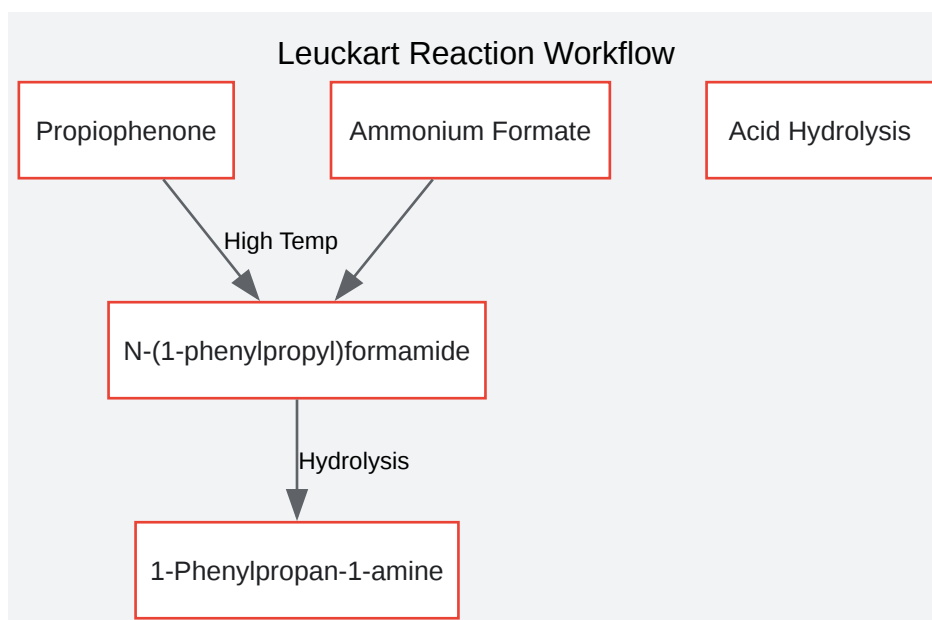 Leuckart Reaction Workflow
Propiophenone
Ammonium Formate
Acid Hydrolysis
High Temp
N-(1-phenylpropyl)formamide
Hydrolysis
1-Phenylpropan-1-amine